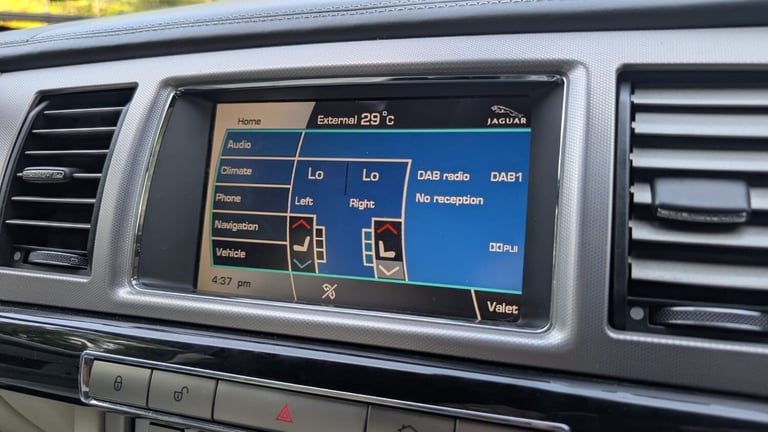 Home
External 29°C
JAGUAR
Audio
Climate
Phone
Navigation
Vehicle
Lo Lo
Left Right
DAB radio DAB1
No reception
PLII
4:37 pm
Valet